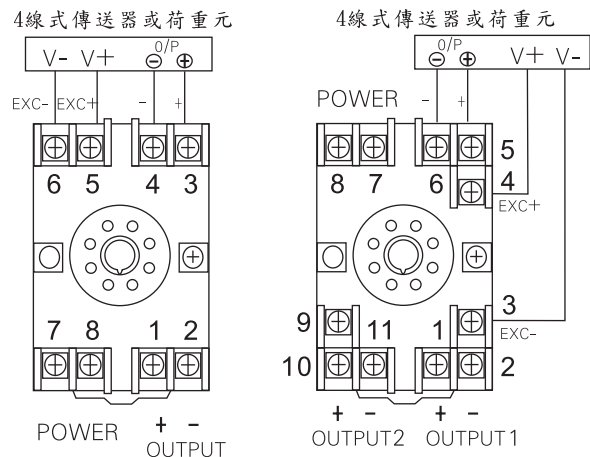 4線式傳送器或荷重元
V- V+ O/P ⊖ ⊕
EXC- EXC+ - +
6 5 4 3
7 8 1 2
+ -
POWER OUTPUT
4線式傳送器或荷重元
O/P ⊖ ⊕ V+ V-
POWER - +
8 7 6 5
4
EXC+
3
9 11 1
EXC-
10 2
+ - + -
OUTPUT2 OUTPUT1